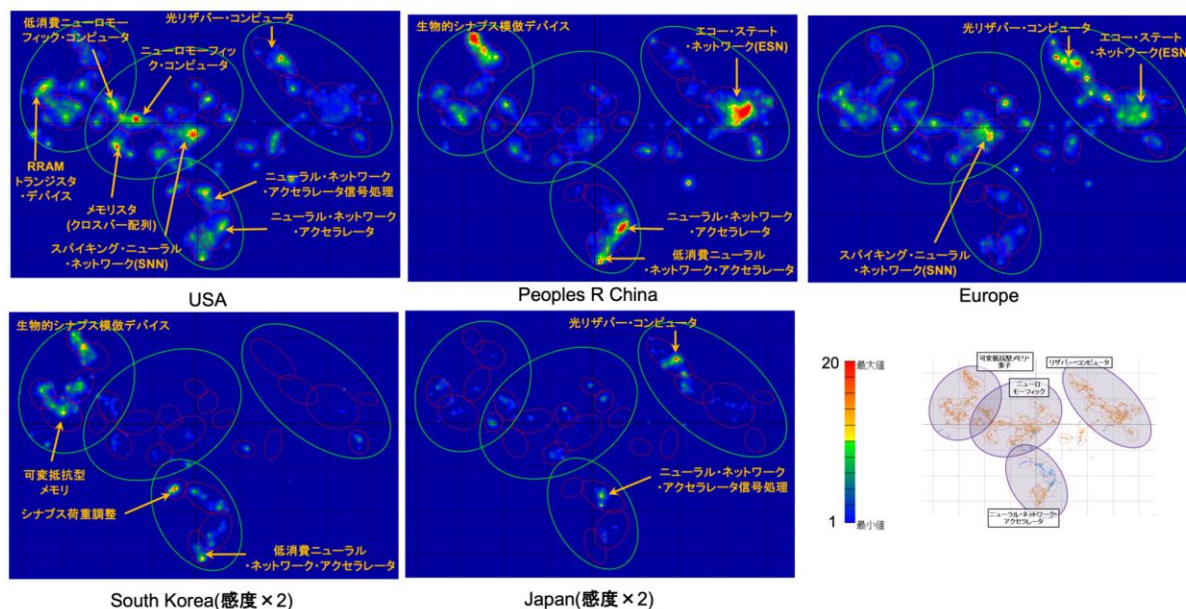 低消費ニューロモー
フィック・コンピュータ
ニューロモーフィッ
ク・コンピュータ
光リザバー・コンピュータ
RRAM
トランジスタ
・デバイス
メモリスタ
(クロスバー配列)
スパイキング・ニューラル
・ネットワーク(SNN)
ニューラル・ネットワーク
・アクセラレータ信号処理
ニューラル・ネットワーク
・アクセラレータ
USA
生物的シナプス模倣デバイス
エコー・ステート
・ネットワーク(ESN)
ニューラル・ネットワーク
・アクセラレータ
低消費ニューラル
・ネットワーク・アクセラレータ
Peoples R China
光リザバー・コンピュータ
エコー・ステート
・ネットワーク(ESN)
スパイキング・ニューラル
・ネットワーク(SNN)
Europe
生物的シナプス模倣デバイス
可変抵抗型
メモリ
シナプス荷重調整
低消費ニューラル
・ネットワーク・アクセラレータ
South Korea(感度×2)
光リザバー・コンピュータ
ニューラル・ネットワーク
・アクセラレータ信号処理
Japan(感度×2)
20
最大値
1
最小値
可変抵抗型メモリ・
素子
リザバー・コンピュータ
ニューロ
モーフィック
ニューラル・ネットワーク・
アクセラレータ